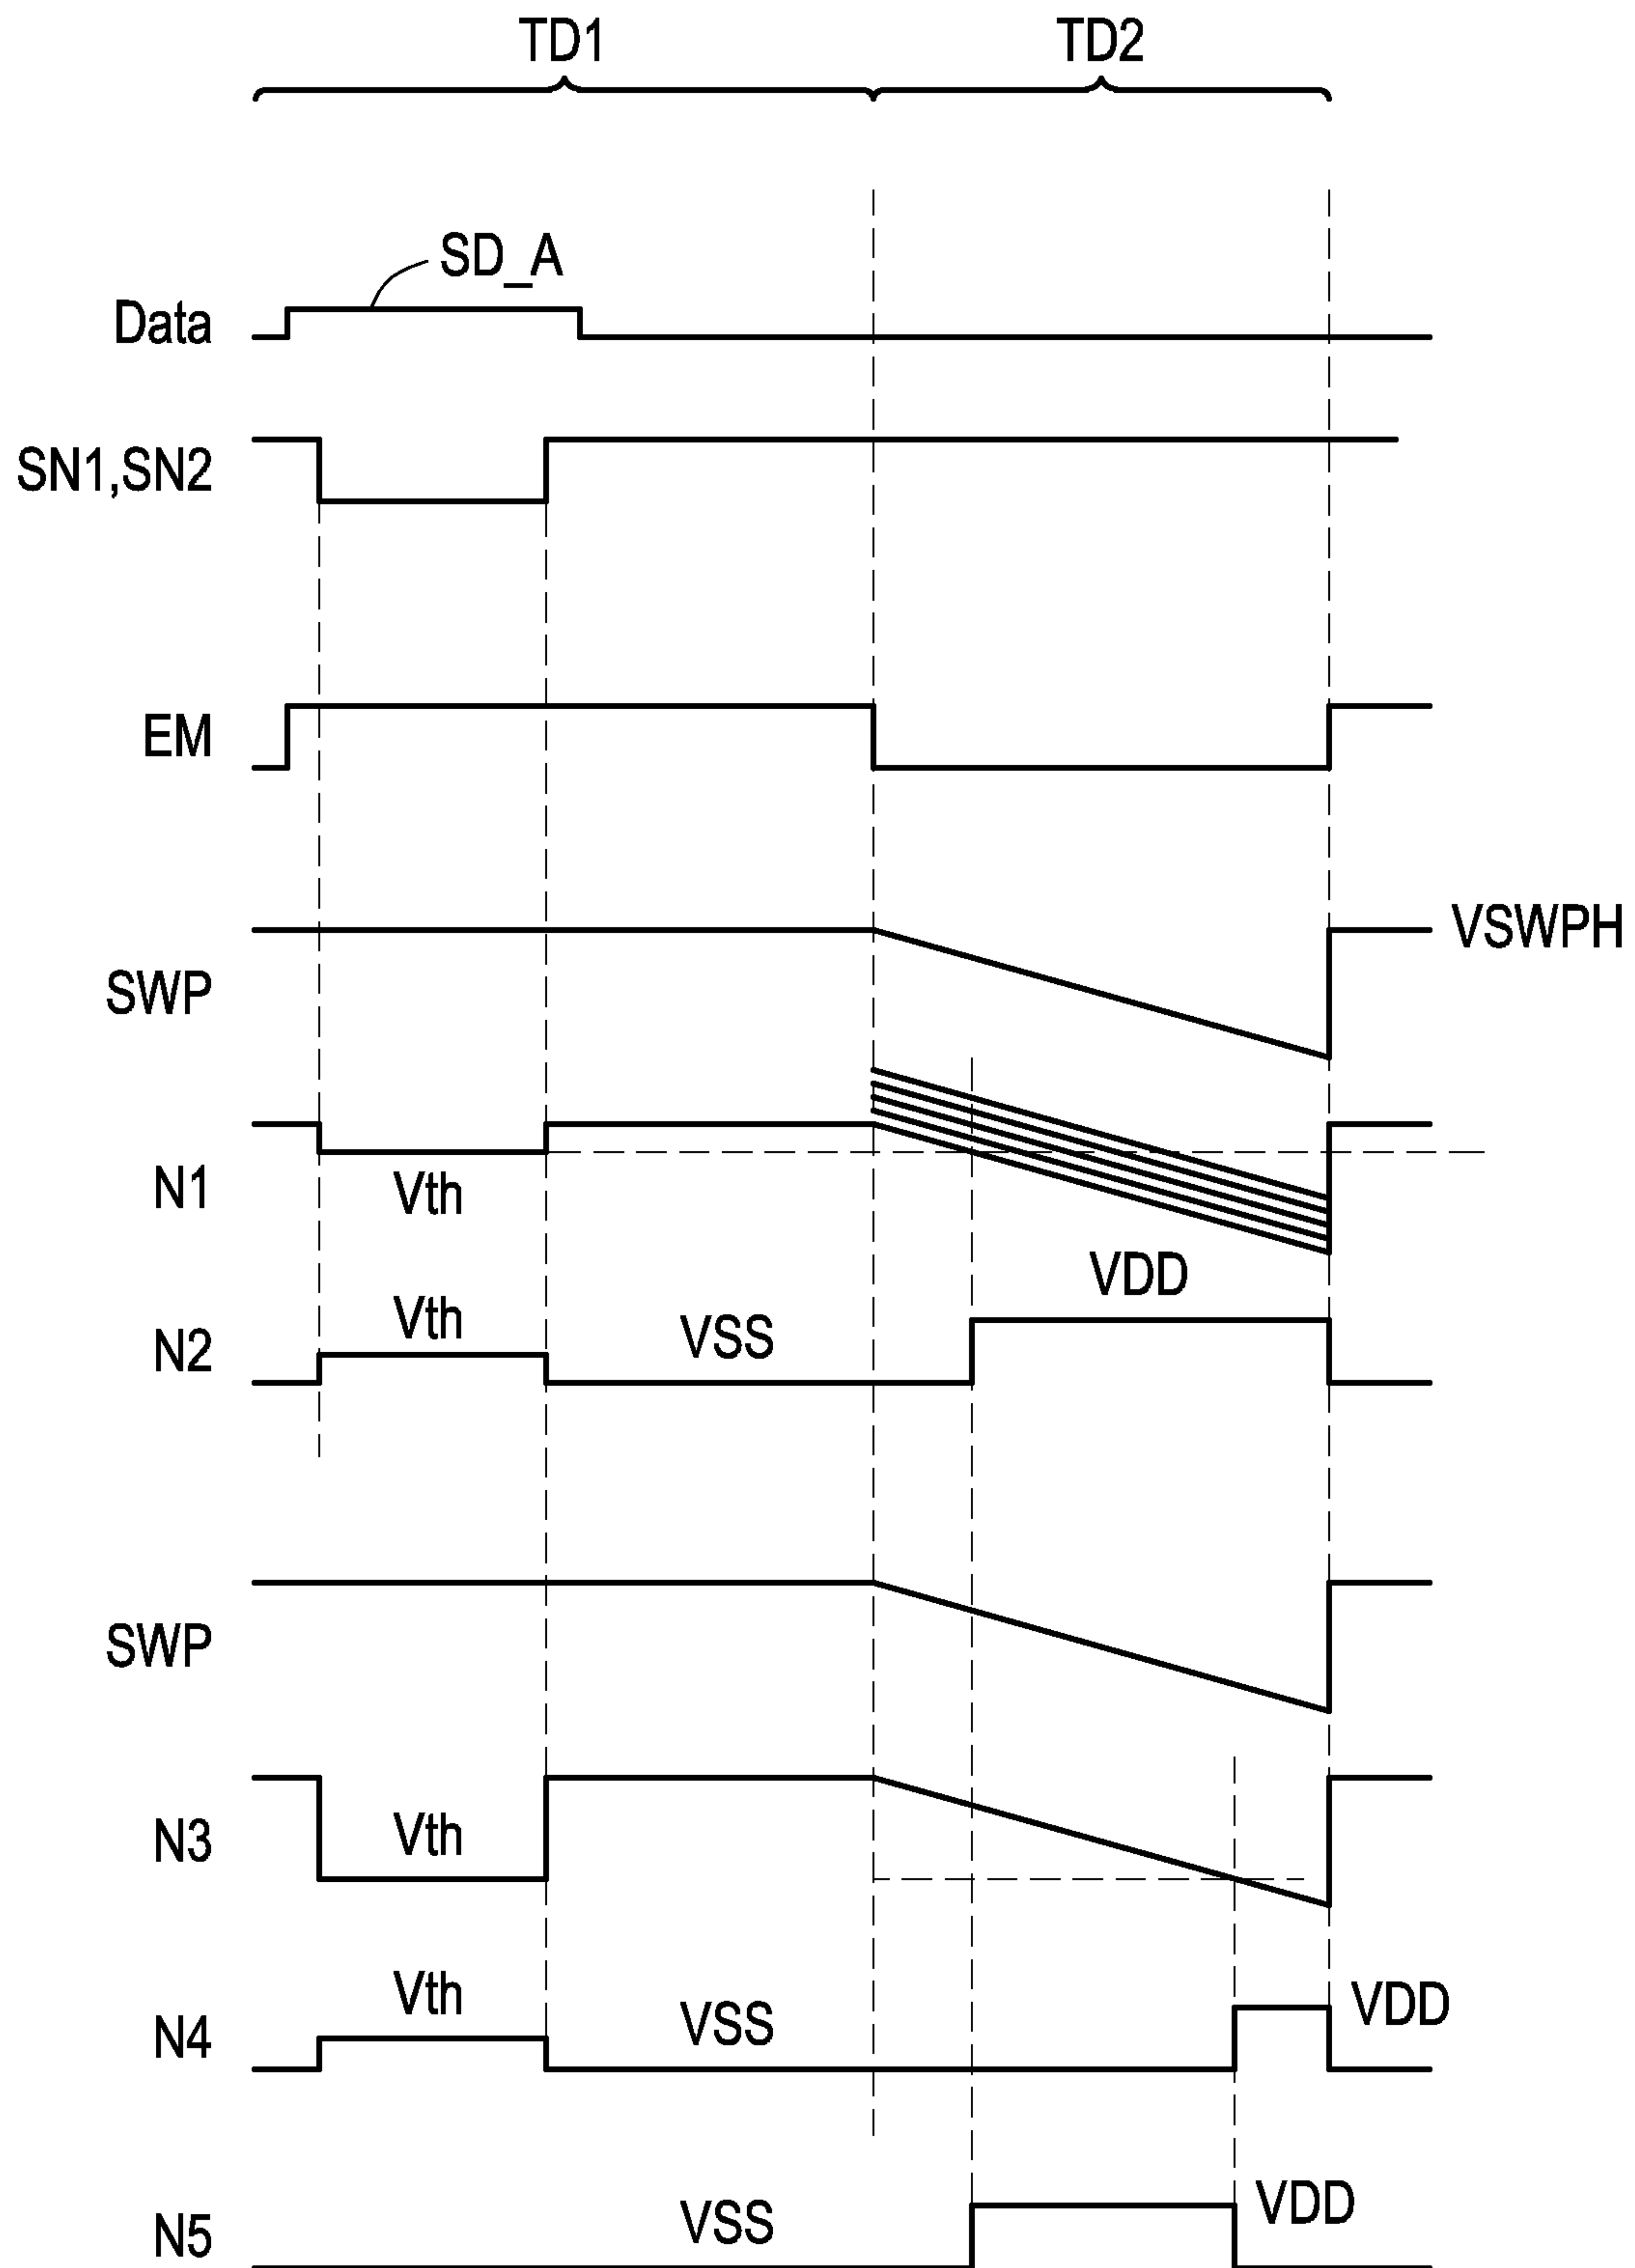 TD1 TD2
SD_A
Data
SN1,SN2
EM
VSWPH
SWP
N1 Vth
VDD
Vth VSS
N2
SWP
N3 Vth
Vth VSS VDD
N4
VSS VDD
N5